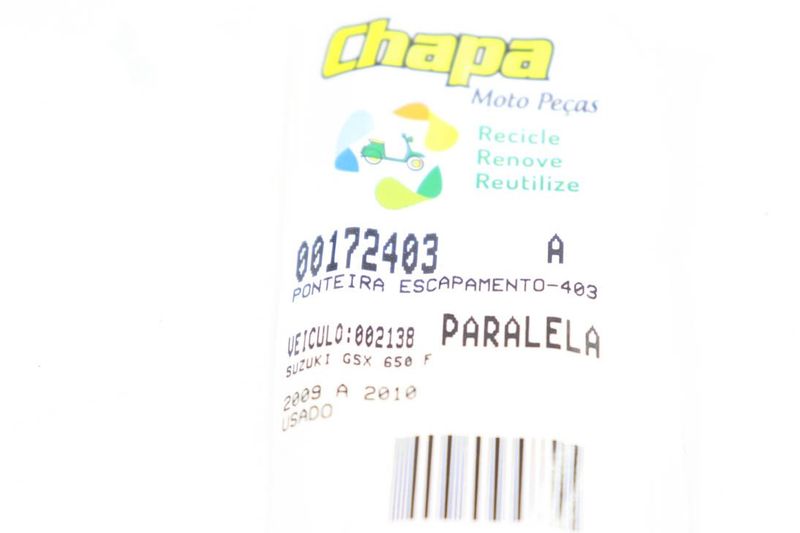 Chapa
Moto Peças
Recicle
Renove
Reutilize
00172403 A
PONTEIRA ESCAPAMENTO-403
VEICULO:002138 PARALELA
SUZUKI GSX 650 F
2009 A 2010
USADO